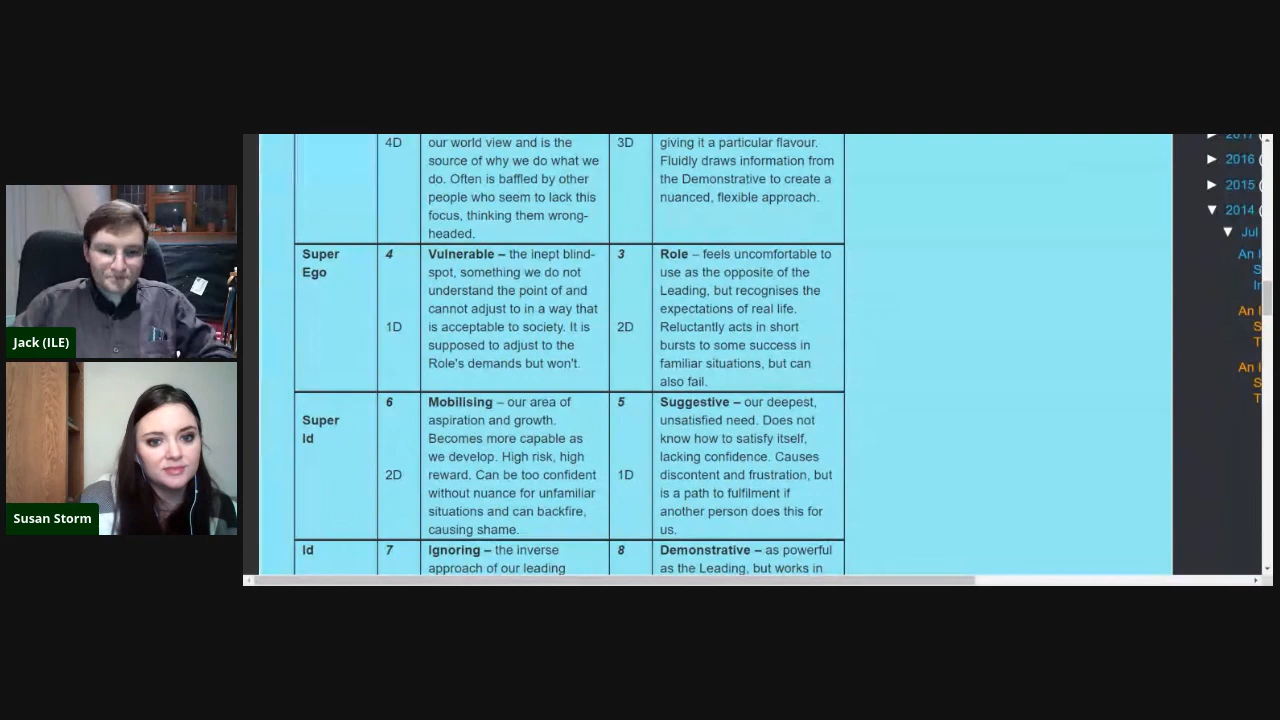 4D
our world view and is the
source of why we do what we
do. Often is baffled by other
people who seem to lack this
focus, thinking them wrong-
headed.
3D
giving it a particular flavour.
Fluidly draws information from
the Demonstrative to create a
nuanced, flexible approach.
Super
Ego
4
1D
Vulnerable – the inept blind-
spot, something we do not
understand the point of and
cannot adjust to in a way that
is acceptable to society. It is
supposed to adjust to the
Role's demands but won't.
3
2D
Role – feels uncomfortable to
use as the opposite of the
Leading, but recognises the
expectations of real life.
Reluctantly acts in short
bursts to some success in
familiar situations, but can
also fail.
Super
Id
6
2D
Mobilising – our area of
aspiration and growth.
Becomes more capable as
we develop. High risk, high
reward. Can be too confident
without nuance for unfamiliar
situations and can backfire,
causing shame.
5
1D
Suggestive – our deepest,
unsatisfied need. Does not
know how to satisfy itself,
lacking confidence. Causes
discontent and frustration, but
is a path to fulfilment if
another person does this for
us.
Id
7
Ignoring – the inverse
approach of our leading
8
Demonstrative – as powerful
as the Leading, but works in
► 2017 (
► 2016 (
► 2015 (
▼ 2014 (
▼ Jul
An I
S
In
An I
S
T
An I
S
T
Jack (ILE)
Susan Storm